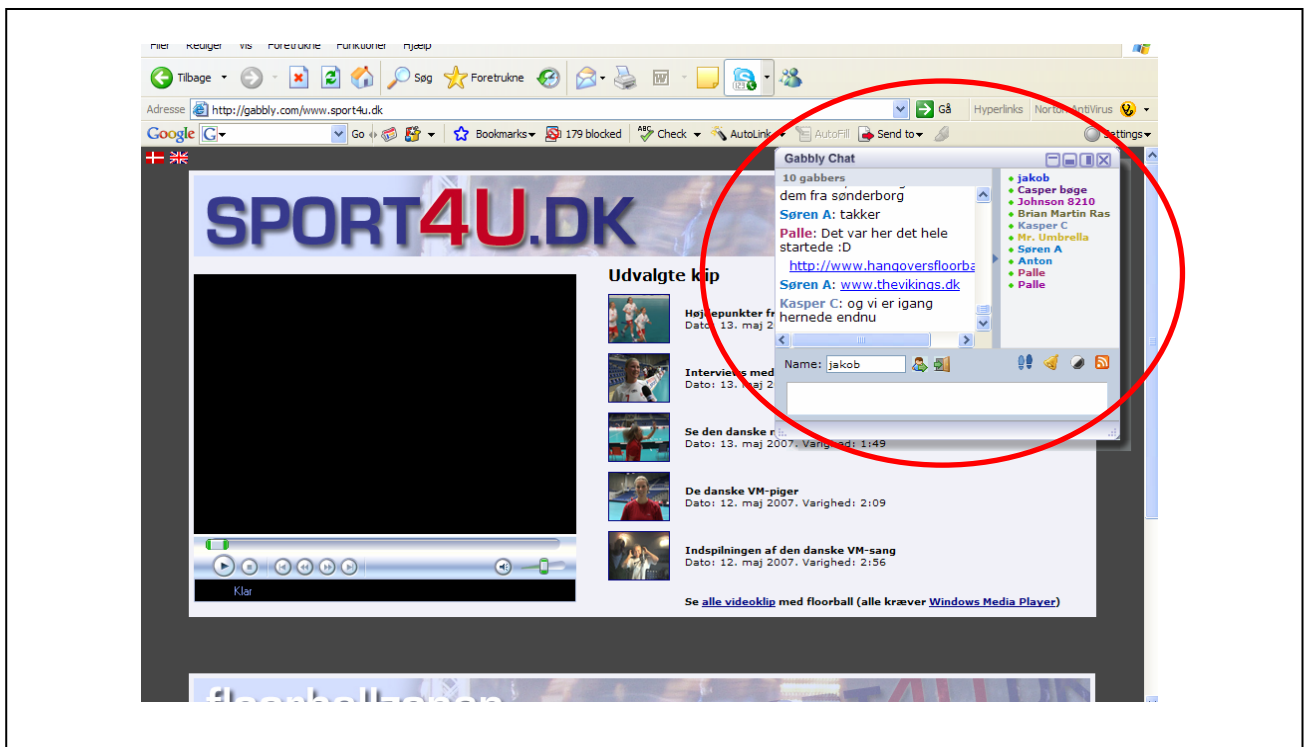 Filer Rediger Vis Foretrukne Funktioner Hjælp
Tilbage Søg Foretrukne
Adresse http://gabbly.com/www.sport4u.dk Gå Hyperlinks Norton AntiVirus
Google G Go Bookmarks 179 blocked ABC Check AutoLink AutoFill Send to Settings
SPORT4U.DK
Gabbly Chat
10 gabbers
dem fra sønderborg
Søren A: takker
Palle: Det var her det hele
startede :D
http://www.hangoversfloorba
Søren A: www.thevikings.dk
Kasper C: og vi er igang
hernede endnu
jakob
Casper bøge
Johnson 8210
Brian Martin Ras
Kasper C
Mr. Umbrella
Søren A
Anton
Palle
Palle
Name: jakob
Udvalgte klip
Højdepunkter fr
Dato: 13. maj 2
Interviews med
Dato: 13. maj 2
Se den danske
Dato: 13. maj 2007. Varighed: 1:49
De danske VM-piger
Dato: 12. maj 2007. Varighed: 2:09
Indspilningen af den danske VM-sang
Dato: 12. maj 2007. Varighed: 2:56
Se alle videoklip med floorball (alle kræver Windows Media Player)
Klar
floorballzonen
4U